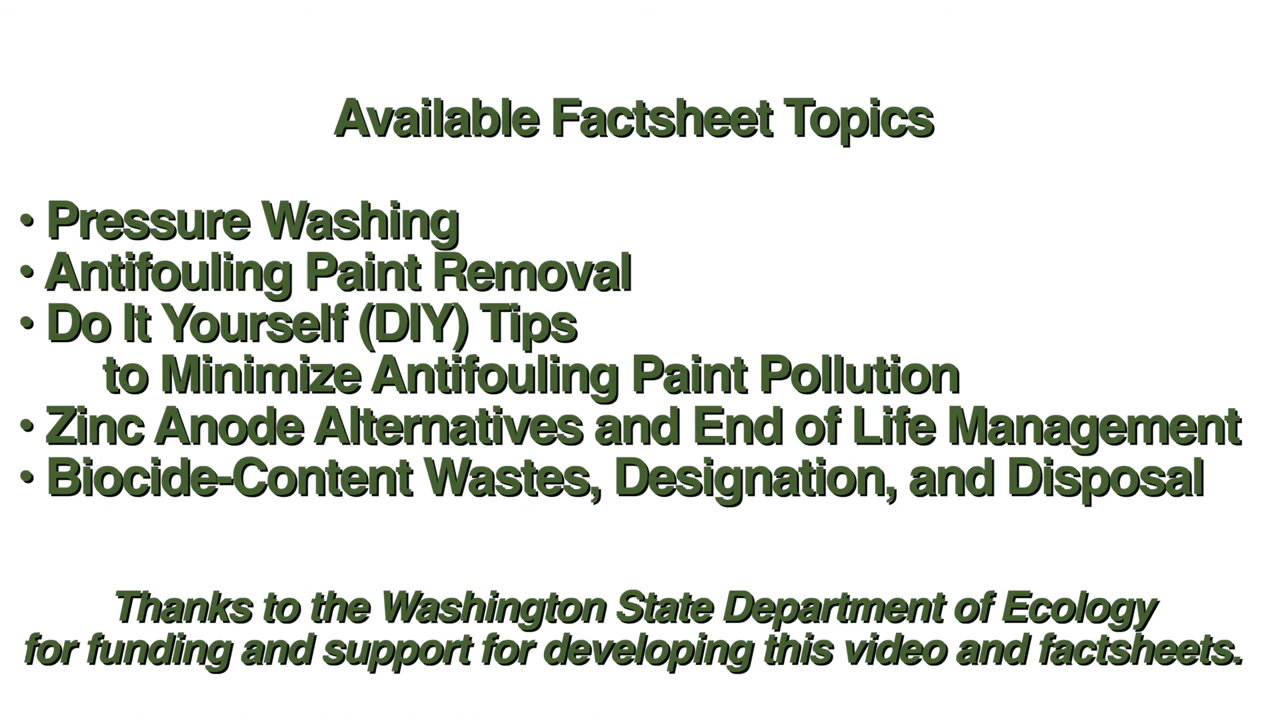 Available Factsheet Topics
• Pressure Washing
• Antifouling Paint Removal
• Do It Yourself (DIY) Tips
to Minimize Antifouling Paint Pollution
• Zinc Anode Alternatives and End of Life Management
• Biocide-Content Wastes, Designation, and Disposal
Thanks to the Washington State Department of Ecology
for funding and support for developing this video and factsheets.